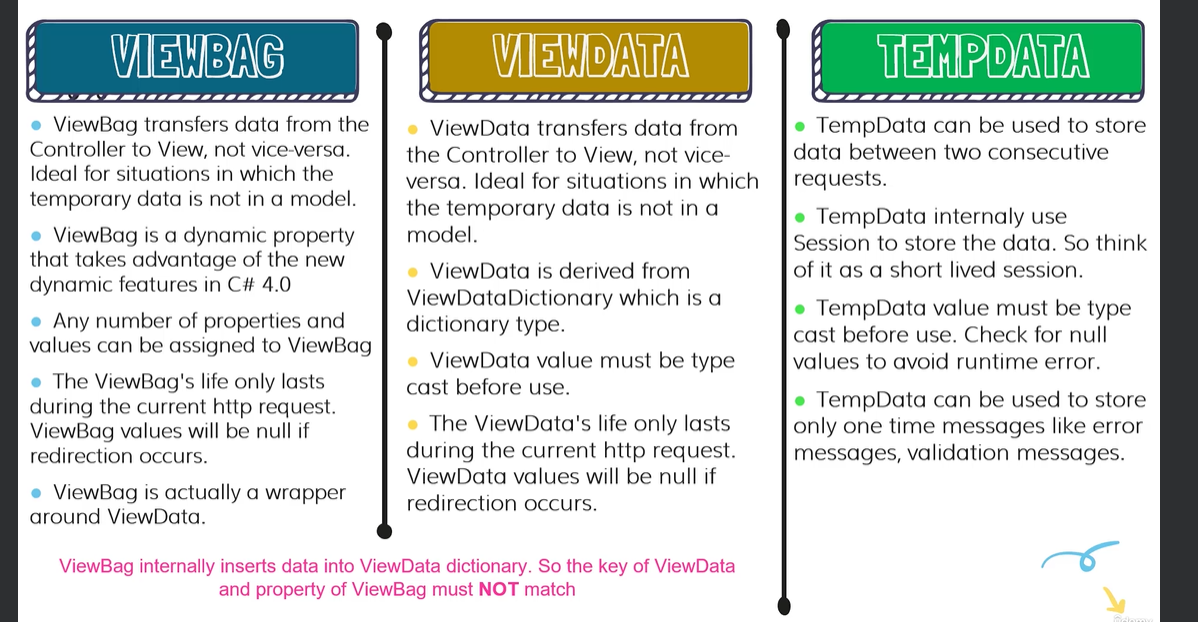 VIEWBAG
● ViewBag transfers data from the
Controller to View, not vice-versa.
Ideal for situations in which the
temporary data is not in a model.
● ViewBag is a dynamic property
that takes advantage of the new
dynamic features in C# 4.0
● Any number of properties and
values can be assigned to ViewBag
● The ViewBag's life only lasts
during the current http request.
ViewBag values will be null if
redirection occurs.
● ViewBag is actually a wrapper
around ViewData.
VIEWDATA
● ViewData transfers data from
the Controller to View, not vice-
versa. Ideal for situations in which
the temporary data is not in a
model.
● ViewData is derived from
ViewDataDictionary which is a
dictionary type.
● ViewData value must be type
cast before use.
● The ViewData's life only lasts
during the current http request.
ViewData values will be null if
redirection occurs.
ViewBag internally inserts data into ViewData dictionary. So the key of ViewData
and property of ViewBag must NOT match
TEMPDATA
● TempData can be used to store
data between two consecutive
requests.
● TempData internaly use
Session to store the data. So think
of it as a short lived session.
● TempData value must be type
cast before use. Check for null
values to avoid runtime error.
● TempData can be used to store
only one time messages like error
messages, validation messages.